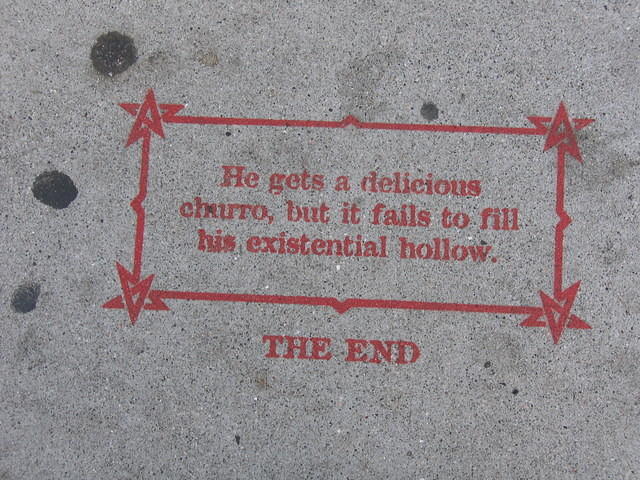 He gets a delicious
churro, but it fails to fill
his existential hollow.
THE END